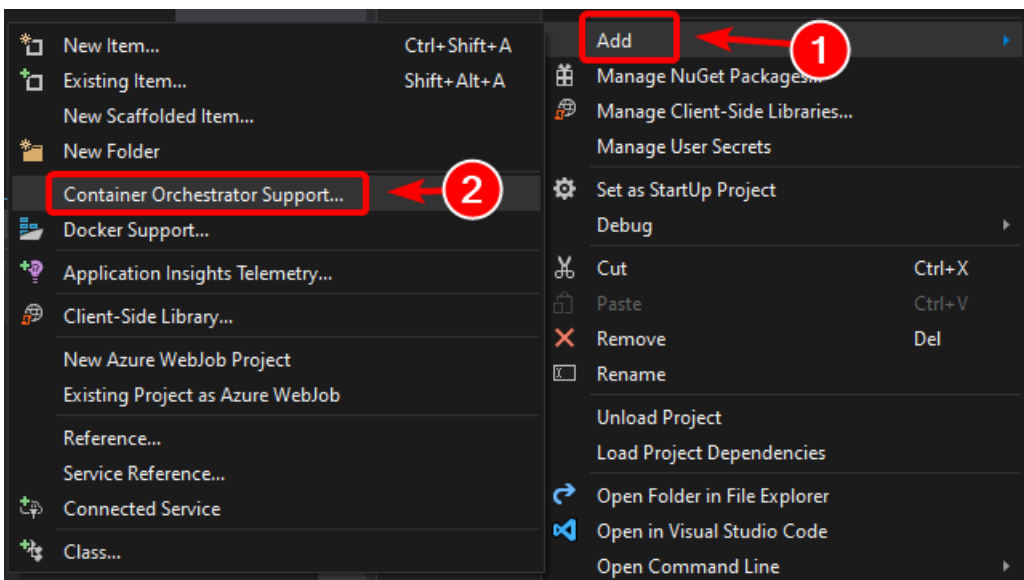 New Item... Ctrl+Shift+A
Existing Item... Shift+Alt+A
New Scaffolded Item...
New Folder
Container Orchestrator Support...
2
Docker Support...
Application Insights Telemetry...
Client-Side Library...
New Azure WebJob Project
Existing Project as Azure WebJob
Reference...
Service Reference...
Connected Service
Class...
Add
1
Manage NuGet Packages...
Manage Client-Side Libraries...
Manage User Secrets
Set as StartUp Project
Debug
Cut Ctrl+X
Paste Ctrl+V
Remove Del
Rename
Unload Project
Load Project Dependencies
Open Folder in File Explorer
Open in Visual Studio Code
Open Command Line